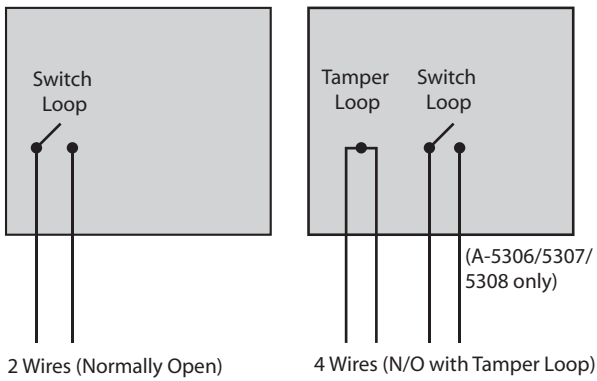 Switch
Loop
2 Wires (Normally Open)
Tamper
Loop
Switch
Loop
(A-5306/5307/
5308 only)
4 Wires (N/O with Tamper Loop)